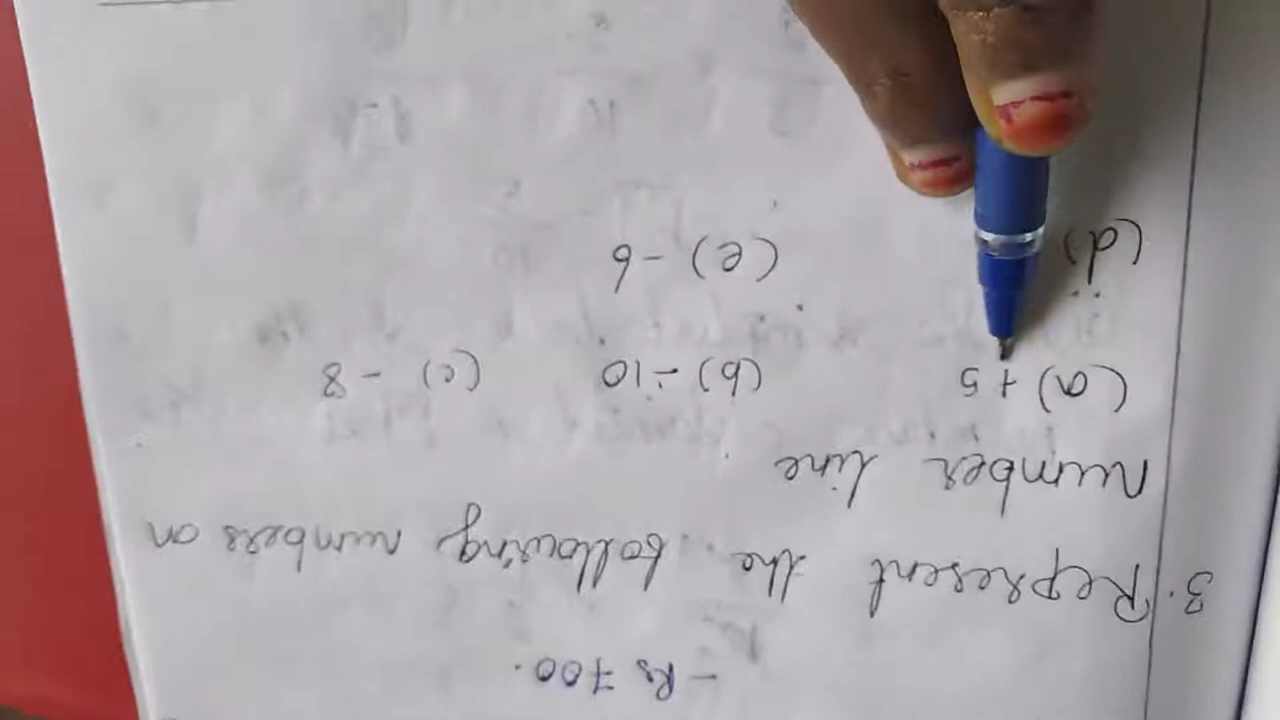 - Rs 700.
3. Represent the following numbers on
number line
(a) +5 (b) -10 (c) -8
(d) (e) -6